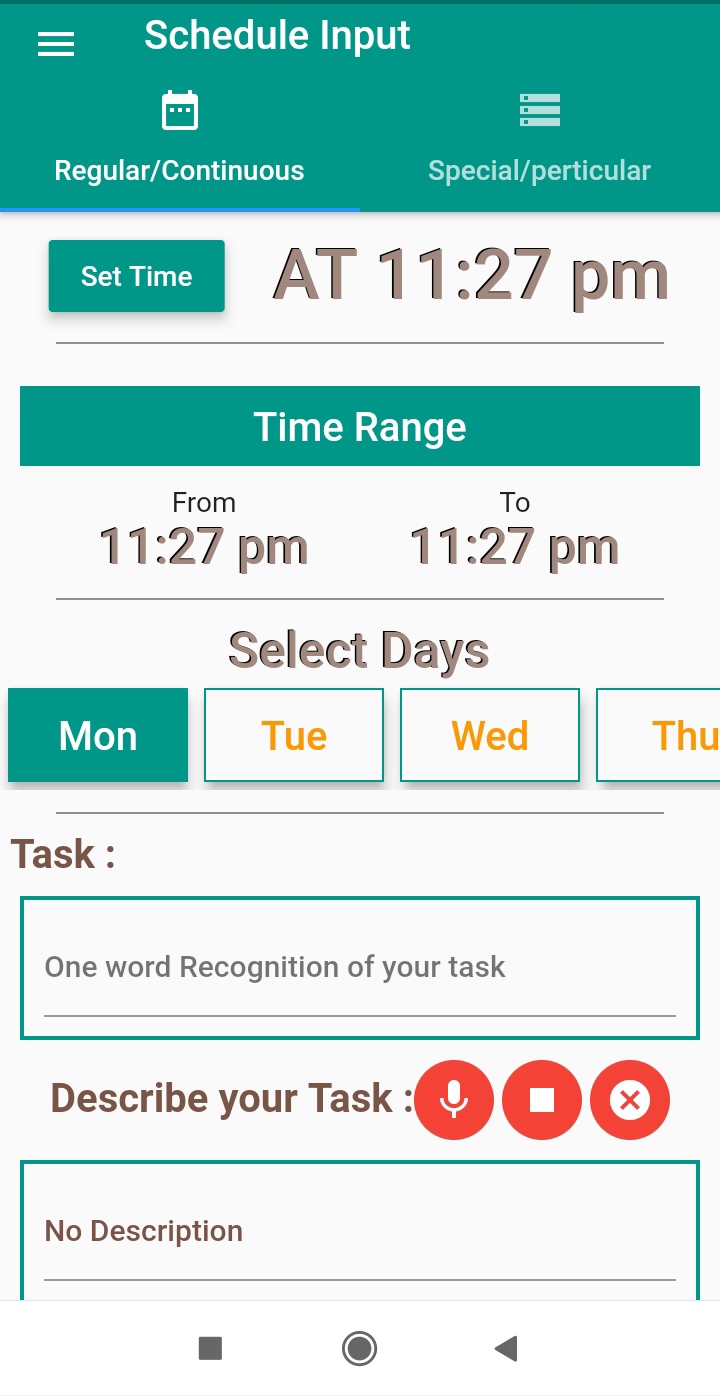 Schedule Input
Regular/Continuous Special/perticular
Set Time AT 11:27 pm
Time Range
From To
11:27 pm 11:27 pm
Select Days
Mon Tue Wed Thu
Task :
One word Recognition of your task
Describe your Task :
No Description